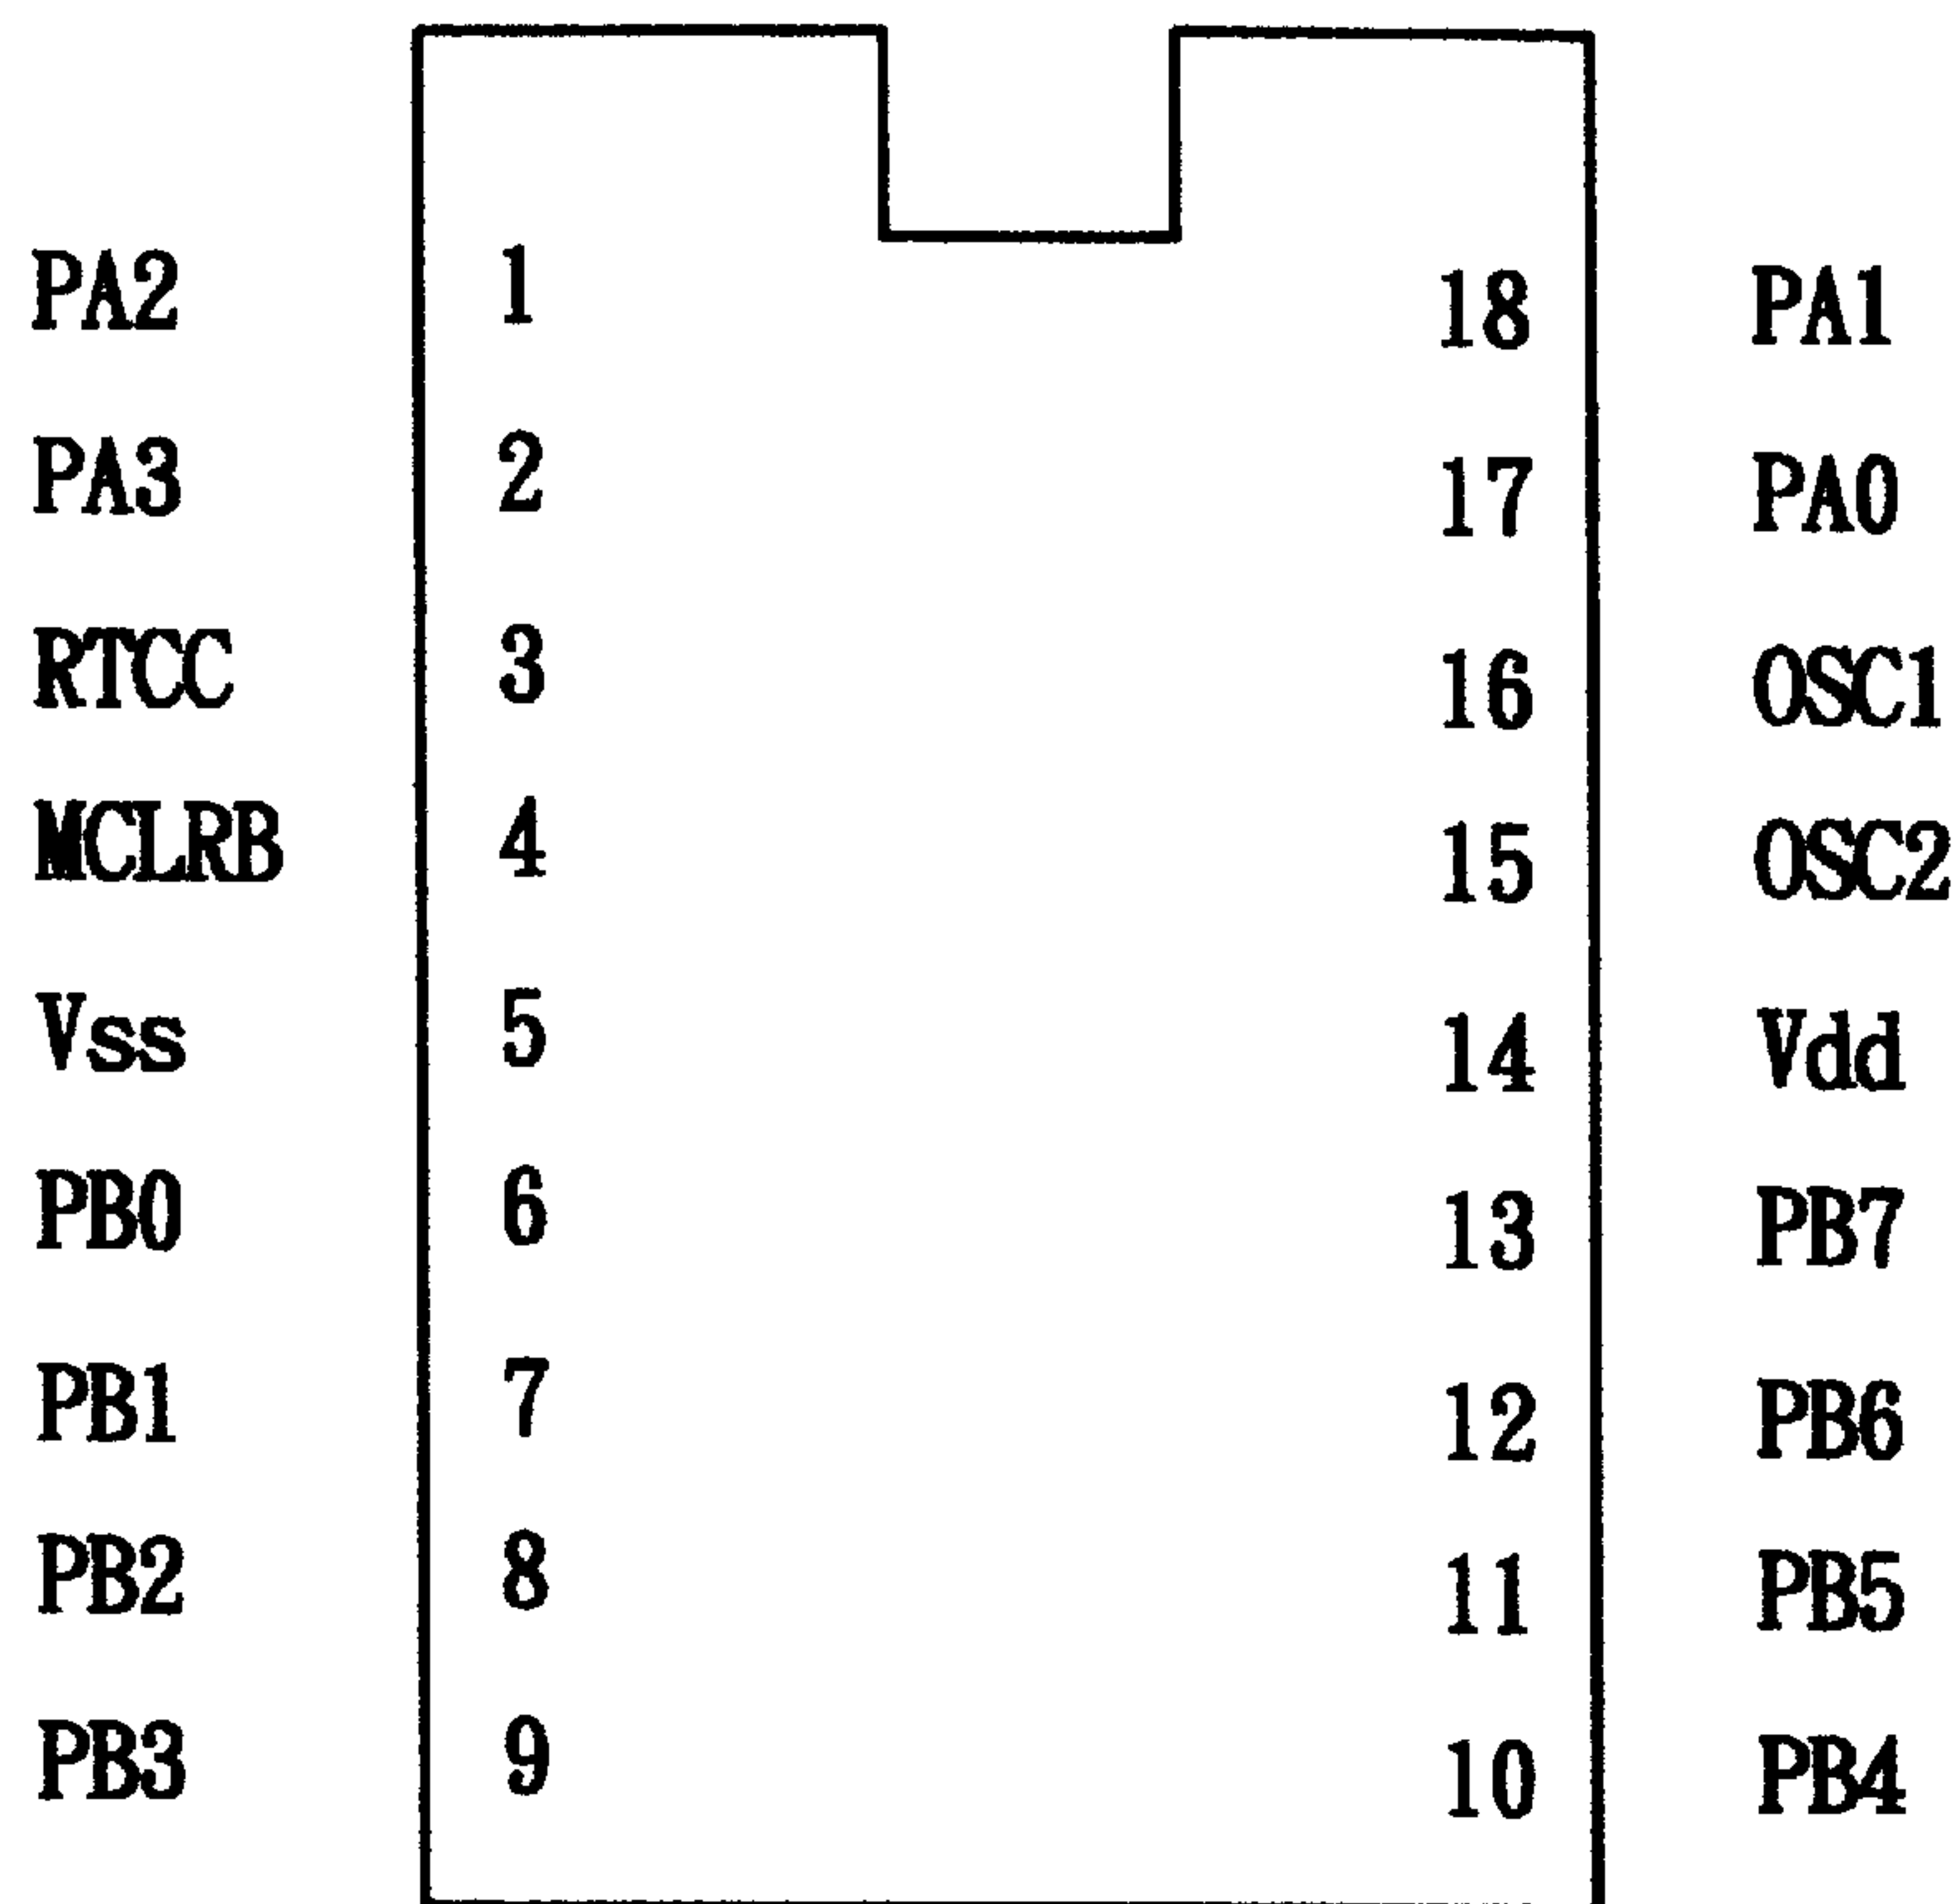 PA2 1 18 PA1
PA3 2 17 PA0
RTCC 3 16 OSC1
MCLRB 4 15 OSC2
Vss 5 14 Vdd
PB0 6 13 PB7
PB1 7 12 PB6
PB2 8 11 PB5
PB3 9 10 PB4